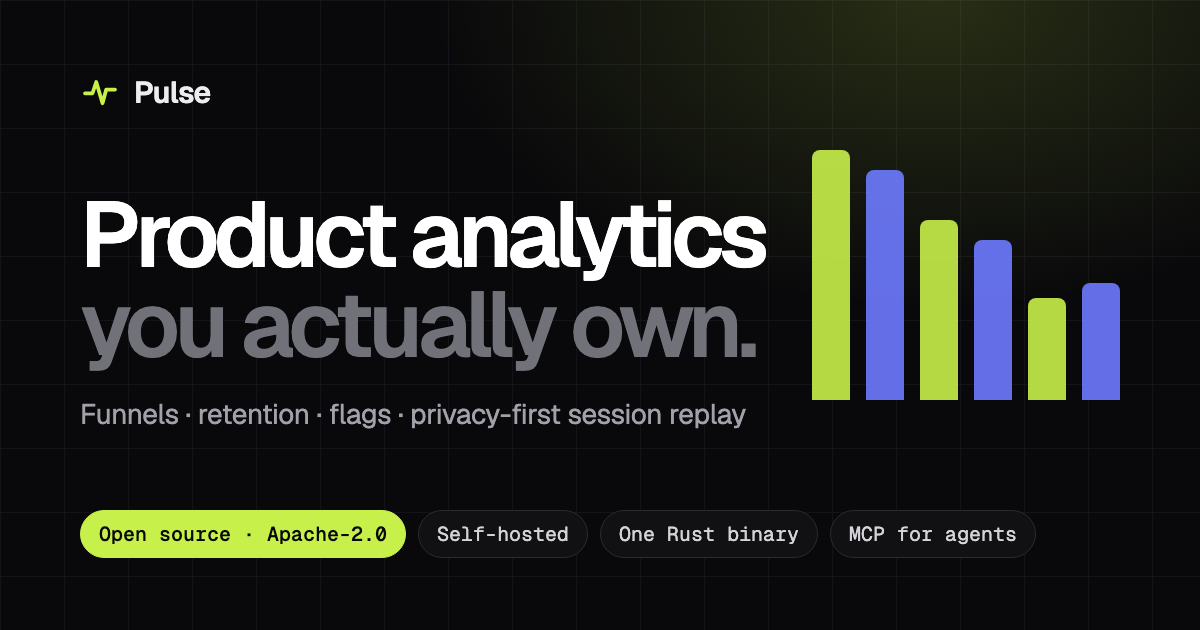 Pulse
Product analytics
you actually own.
Funnels · retention · flags · privacy-first session replay
Open source · Apache-2.0
Self-hosted
One Rust binary
MCP for agents